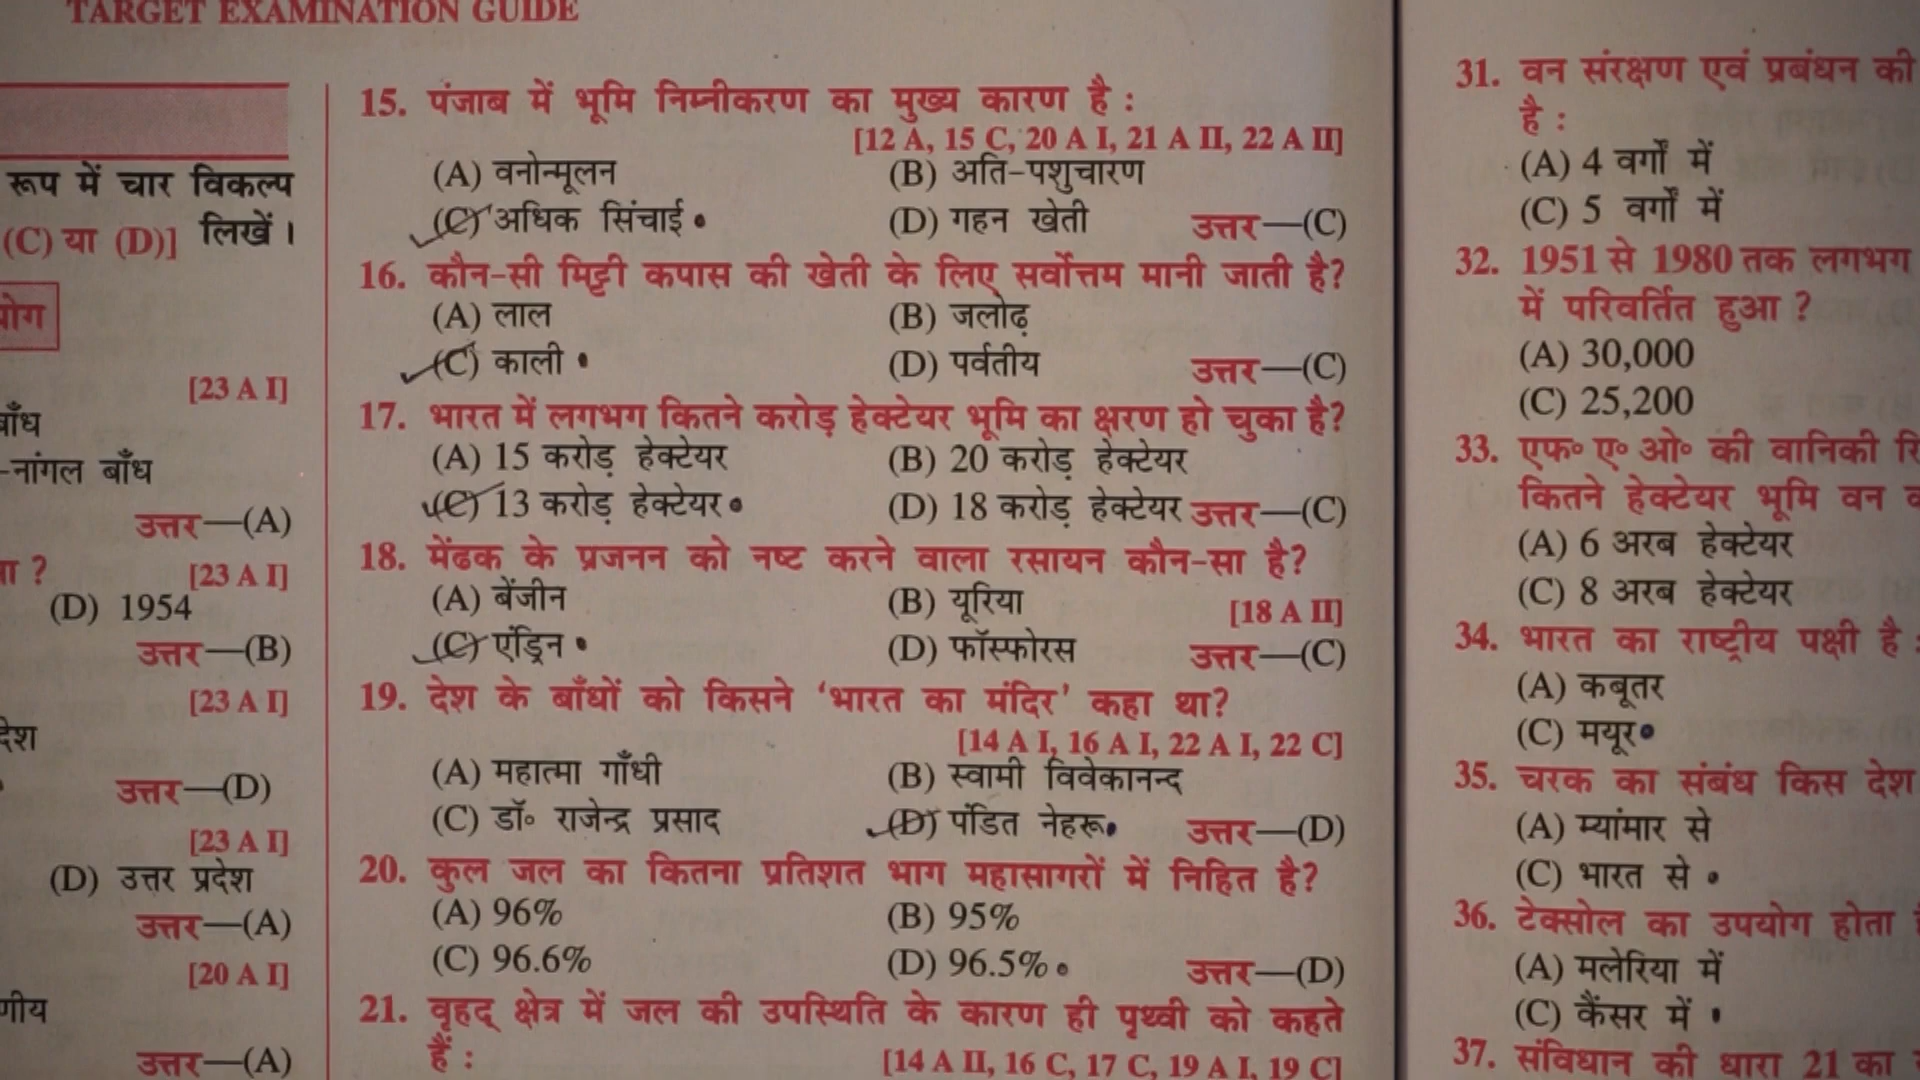 TARGET EXAMINATION GUIDE
रूप में चार विकल्प
(C) या (D)] लिखें।
[23 A I]
बाँध
-नांगल बाँध
उत्तर—(A)
[23 A I]
(D) 1954
उत्तर—(B)
[23 A I]
उत्तर—(D)
[23 A I]
(D) उत्तर प्रदेश
उत्तर—(A)
[20 A I]
उत्तर—(A)
15. पंजाब में भूमि निम्नीकरण का मुख्य कारण है :
[12 A, 15 C, 20 A I, 21 A II, 22 A II]
(A) वनोन्मूलन (B) अति-पशुचारण
(C) अधिक सिंचाई (D) गहन खेती उत्तर—(C)
16. कौन-सी मिट्टी कपास की खेती के लिए सर्वोत्तम मानी जाती है?
(A) लाल (B) जलोढ़
(C) काली (D) पर्वतीय उत्तर—(C)
17. भारत में लगभग कितने करोड़ हेक्टेयर भूमि का क्षरण हो चुका है?
(A) 15 करोड़ हेक्टेयर (B) 20 करोड़ हेक्टेयर
(C) 13 करोड़ हेक्टेयर (D) 18 करोड़ हेक्टेयर उत्तर—(C)
18. मेंढक के प्रजनन को नष्ट करने वाला रसायन कौन-सा है?
(A) बेंजीन (B) यूरिया [18 A II]
(C) एंड्रिन (D) फॉस्फोरस उत्तर—(C)
19. देश के बाँधों को किसने ‘भारत का मंदिर’ कहा था?
[14 A I, 16 A I, 22 A I, 22 C]
(A) महात्मा गाँधी (B) स्वामी विवेकानन्द
(C) डॉ॰ राजेन्द्र प्रसाद (D) पंडित नेहरू उत्तर—(D)
20. कुल जल का कितना प्रतिशत भाग महासागरों में निहित है?
(A) 96% (B) 95%
(C) 96.6% (D) 96.5% उत्तर—(D)
21. वृहद् क्षेत्र में जल की उपस्थिति के कारण ही पृथ्वी को कहते
हैं : [14 A II, 16 C, 17 C, 19 A I, 19 C]
31. वन संरक्षण एवं प्रबंधन की
है :
(A) 4 वर्गों में
(C) 5 वर्गों में
32. 1951 से 1980 तक लगभग
में परिवर्तित हुआ ?
(A) 30,000
(C) 25,200
33. एफ॰ ए॰ ओ॰ की वानिकी
कितने हेक्टेयर भूमि वन
(A) 6 अरब हेक्टेयर
(C) 8 अरब हेक्टेयर
34. भारत का राष्ट्रीय पक्षी है :
(A) कबूतर
(C) मयूर
35. चरक का संबंध किस देश
(A) म्यांमार से
(C) भारत से
36. टेक्सोल का उपयोग होता
(A) मलेरिया में
(C) कैंसर में
37. संविधान की धारा 21 का